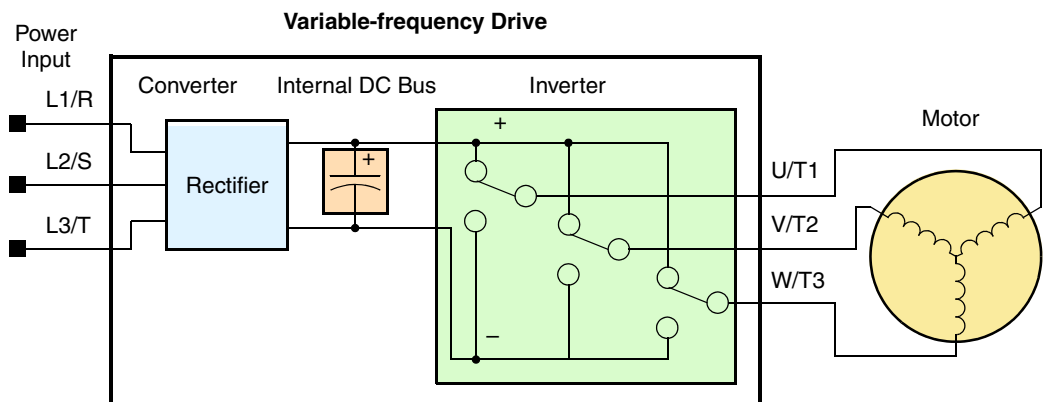 Variable-frequency Drive
Power
Input
Converter
Internal DC Bus
Inverter
Motor
L1/R
L2/S
L3/T
Rectifier
+
+
–
U/T1
V/T2
W/T3